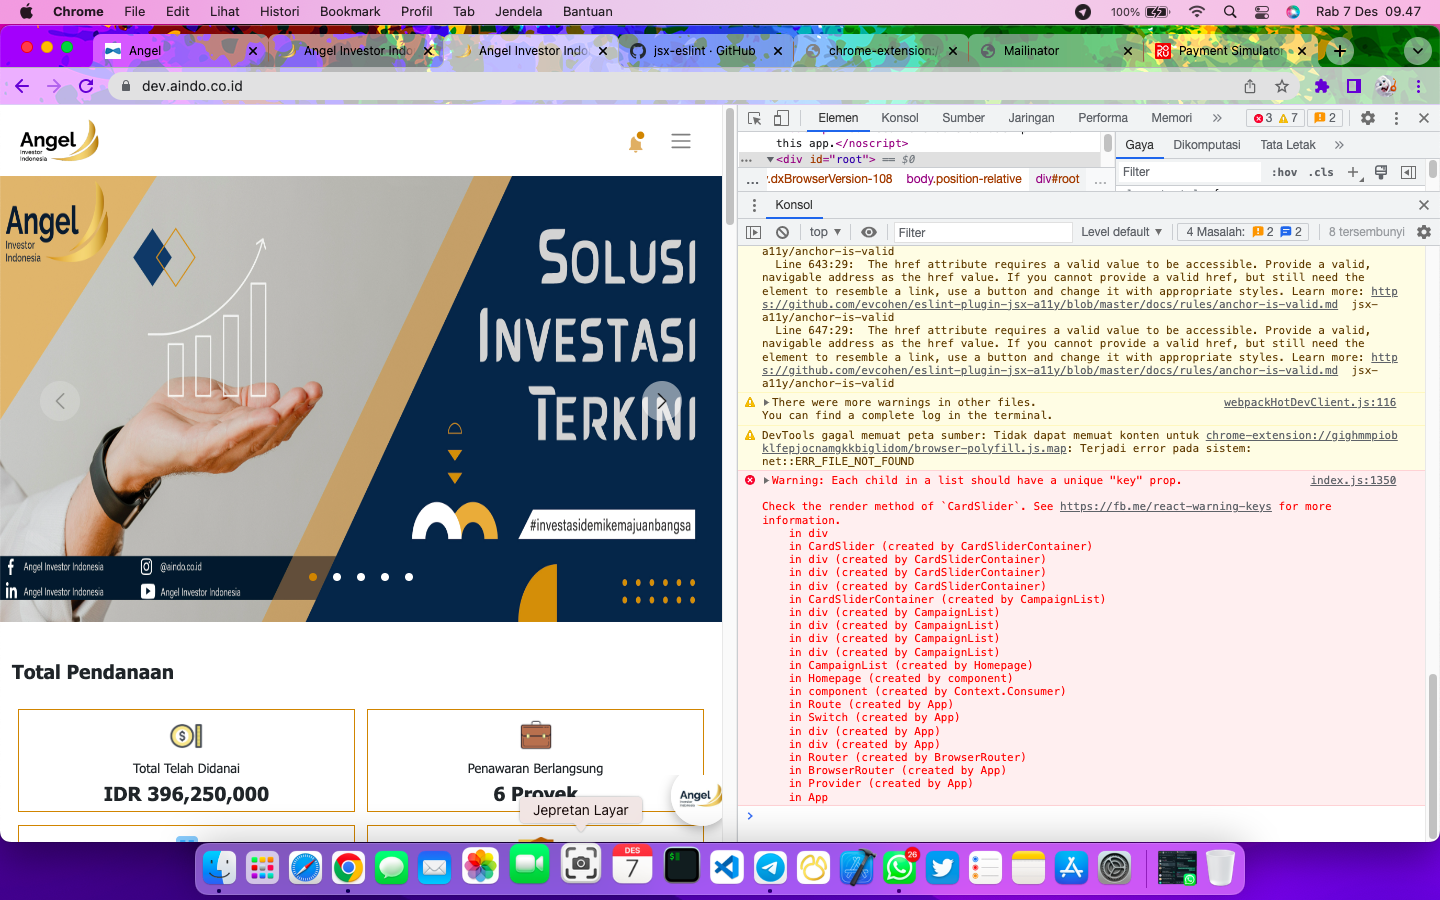 Chrome File Edit Lihat Histori Bookmark Profil Tab Jendela Bantuan 100% Rab 7 Des 09.47
Angel Angel Investor Indo Angel Investor Indo jsx-eslint · GitHub chrome-extension:/ Mailinator Payment Simulator
dev.aindo.co.id
Angel
Investor
Indonesia
Angel
Investor
Indonesia
SOLUSI
INVESTASI
TERKINI
#investasidemikemajuanbangsa
Angel Investor Indonesia @aindo.co.id
Angel Investor Indonesia Angel Investor Indonesia
Total Pendanaan
Total Telah Didanai
IDR 396,250,000
Penawaran Berlangsung
6 Proyek
Angel
Investor
Indonesia
Jepretan Layar
Elemen Konsol Sumber Jaringan Performa Memori » 3 7 2
this app.</noscript>
<div id="root"> == $0
… .dxBrowserVersion-108 body.position-relative div#root …
Gaya Dikomputasi Tata Letak »
Filter :hov .cls
Konsol
top Filter Level default 4 Masalah: 2 2 8 tersembunyi
a11y/anchor-is-valid
Line 643:29: The href attribute requires a valid value to be accessible. Provide a valid,
navigable address as the href value. If you cannot provide a valid href, but still need the
element to resemble a link, use a button and change it with appropriate styles. Learn more: http
s://github.com/evcohen/eslint-plugin-jsx-a11y/blob/master/docs/rules/anchor-is-valid.md jsx-
a11y/anchor-is-valid
Line 647:29: The href attribute requires a valid value to be accessible. Provide a valid,
navigable address as the href value. If you cannot provide a valid href, but still need the
element to resemble a link, use a button and change it with appropriate styles. Learn more: http
s://github.com/evcohen/eslint-plugin-jsx-a11y/blob/master/docs/rules/anchor-is-valid.md jsx-
a11y/anchor-is-valid
There were more warnings in other files. webpackHotDevClient.js:116
You can find a complete log in the terminal.
DevTools gagal memuat peta sumber: Tidak dapat memuat konten untuk chrome-extension://gighmmpiob
klfepjocnamgkkbiglidom/browser-polyfill.js.map: Terjadi error pada sistem:
net::ERR_FILE_NOT_FOUND
Warning: Each child in a list should have a unique "key" prop. index.js:1350
Check the render method of `CardSlider`. See https://fb.me/react-warning-keys for more
information.
in div
in CardSlider (created by CardSliderContainer)
in div (created by CardSliderContainer)
in div (created by CardSliderContainer)
in div (created by CardSliderContainer)
in CardSliderContainer (created by CampaignList)
in div (created by CampaignList)
in div (created by CampaignList)
in div (created by CampaignList)
in div (created by CampaignList)
in CampaignList (created by Homepage)
in Homepage (created by component)
in component (created by Context.Consumer)
in Route (created by App)
in Switch (created by App)
in div (created by App)
in div (created by App)
in Router (created by BrowserRouter)
in BrowserRouter (created by App)
in Provider (created by App)
in App
DES
7
26